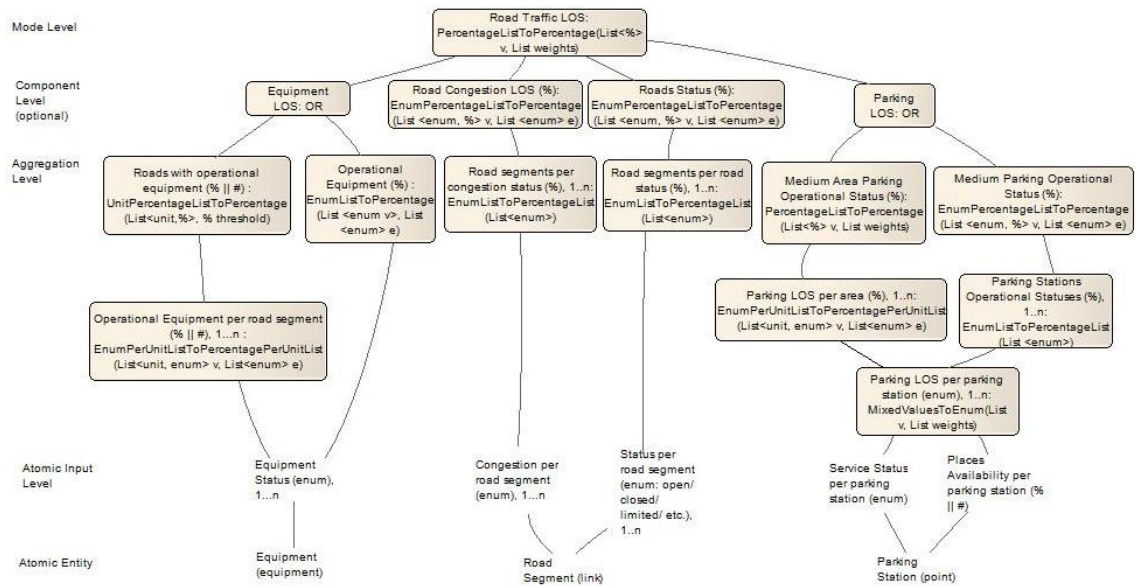 Mode Level
Road Traffic LOS:
PercentageListToPercentage(List<%>
v, List weights)
Component
Level
(optional)
Equipment
LOS: OR
Road Congestion LOS (%):
EnumPercentageListToPercentage
(List <enum, %> v, List <enum> e)
Roads Status (%):
EnumPercentageListToPercentage
(List <enum, %> v, List <enum> e)
Parking
LOS: OR
Aggregation
Level
Roads with operational
equipment (% || #) :
UnitPercentageListToPercentage
(List<unit,%>, % threshold)
Operational
Equipment (%) :
EnumListToPercentage
(List <enum v>, List
<enum> e)
Road segments per
congestion status (%), 1..n:
EnumListToPercentageList
(List<enum>)
Road segments per road
status (%), 1..n:
EnumListToPercentageList
(List<enum>)
Medium Area Parking
Operational Status (%):
PercentageListToPercentage
(List<%> v, List weights)
Medium Parking Operational
Status (%):
EnumPercentageListToPercentage
(List <enum, %> v, List <enum> e)
Operational Equipment per road segment
(% || #), 1...n :
EnumPerUnitListToPercentagePerUnitList
(List<unit, enum> v, List<enum> e)
Parking LOS per area (%), 1..n:
EnumPerUnitListToPercentagePerUnitList
(List<unit, enum> v, List<enum> e)
Parking Stations
Operational Statuses (%),
1..n:
EnumListToPercentageList
(List <enum>)
Parking LOS per parking
station (enum), 1..n:
MixedValuesToEnum(List
v, List weights)
Atomic Input
Level
Equipment
Status (enum),
1...n
Congestion per
road segment
(enum), 1...n
Status per
road segment
(enum: open/
closed/
limited/ etc.),
1..n
Service Status
per parking
station (enum)
Places
Availability per
parking station (%
|| #)
Atomic Entity
Equipment
(equipment)
Road
Segment (link)
Parking
Station (point)